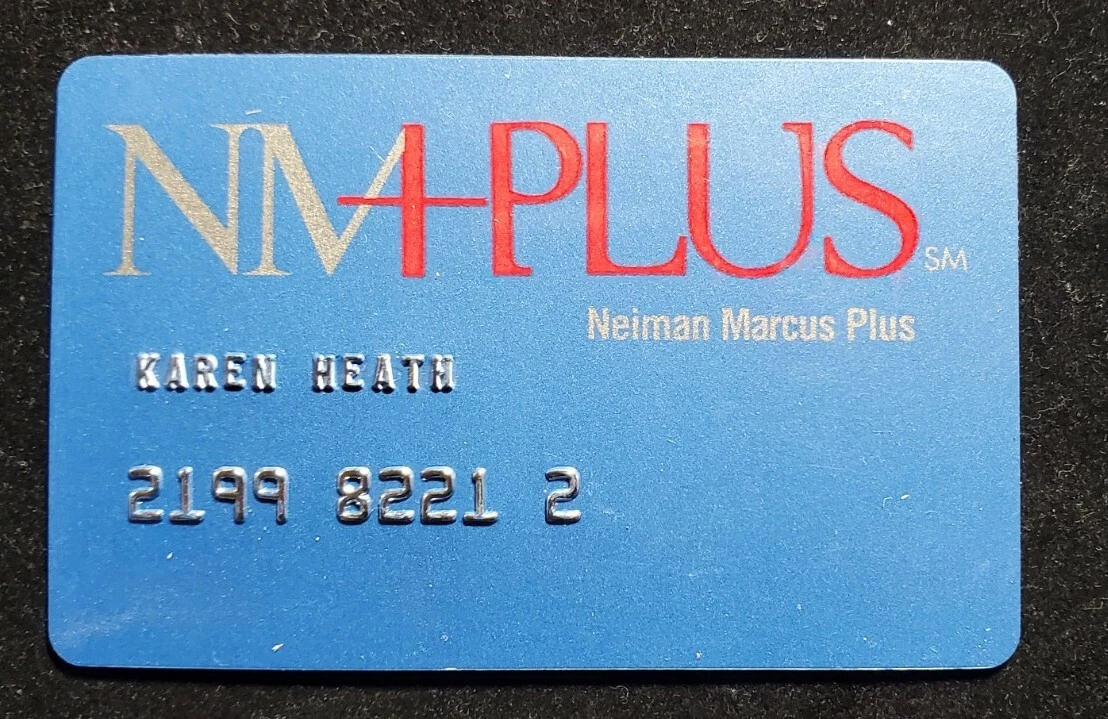 NM+PLUS SM
Neiman Marcus Plus
KAREN HEATH
2199 8221 2